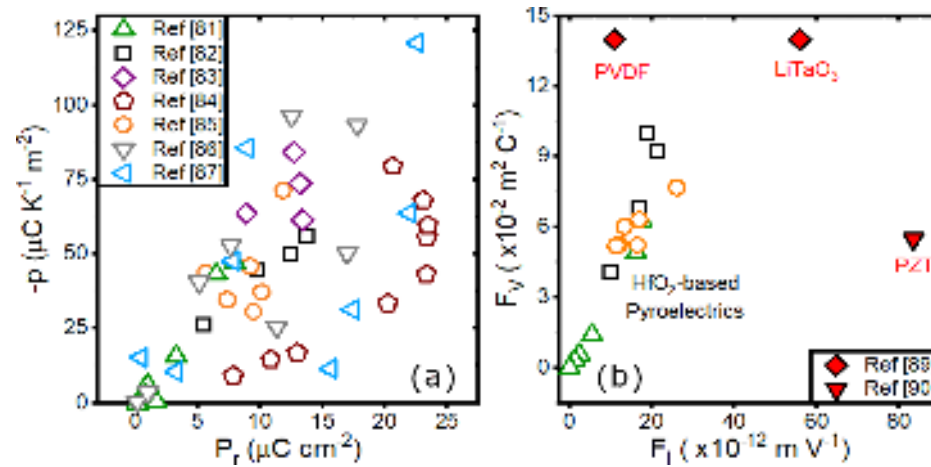 Ref [81]
Ref [82]
Ref [83]
Ref [84]
Ref [85]
Ref [86]
Ref [87]
125
100
75
50
25
0
-p (μC K⁻¹ m⁻²)
0 5 10 15 20 25
Pᵣ (μC cm⁻²)
(a)
15
12
9
6
3
0
F_V (x10⁻² m² C⁻¹)
PVDF
LiTaO₃
PZT
HfO₂-based
Pyroelectrics
(b)
Ref [89]
Ref [90]
0 20 40 60 80
F_I (x10⁻¹² m V⁻¹)